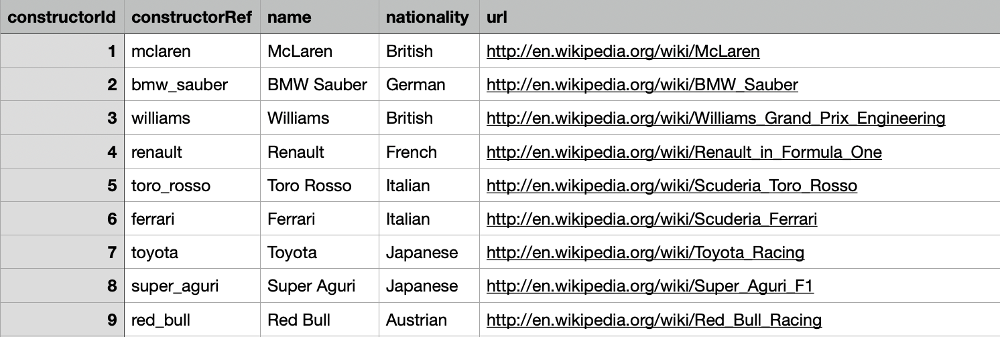 constructorId constructorRef name nationality url
1 mclaren McLaren British http://en.wikipedia.org/wiki/McLaren
2 bmw_sauber BMW Sauber German http://en.wikipedia.org/wiki/BMW_Sauber
3 williams Williams British http://en.wikipedia.org/wiki/Williams_Grand_Prix_Engineering
4 renault Renault French http://en.wikipedia.org/wiki/Renault_in_Formula_One
5 toro_rosso Toro Rosso Italian http://en.wikipedia.org/wiki/Scuderia_Toro_Rosso
6 ferrari Ferrari Italian http://en.wikipedia.org/wiki/Scuderia_Ferrari
7 toyota Toyota Japanese http://en.wikipedia.org/wiki/Toyota_Racing
8 super_aguri Super Aguri Japanese http://en.wikipedia.org/wiki/Super_Aguri_F1
9 red_bull Red Bull Austrian http://en.wikipedia.org/wiki/Red_Bull_Racing